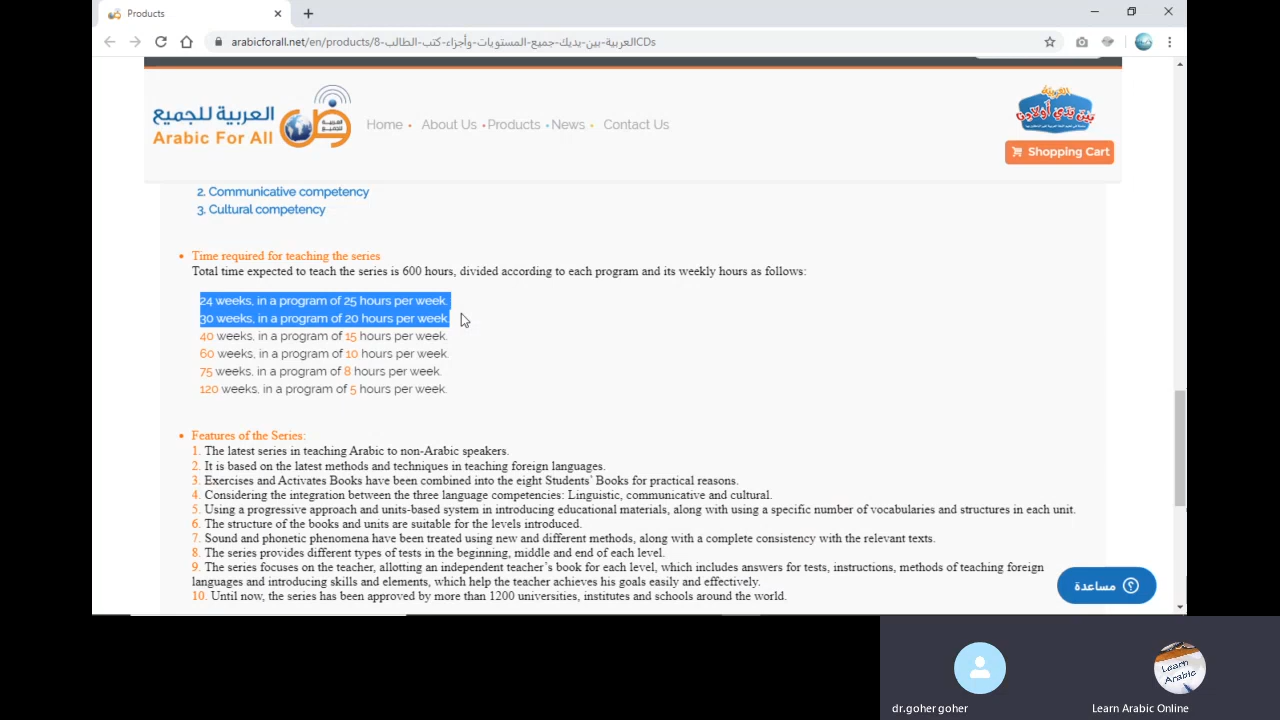 Products
arabicforall.net/en/products/8-العربية-بين-يديك-جميع-المستويات-وأجزاء-كتب-الطالبCDs
العربية للجميع
Arabic For All
العربية للجميع
Home • About Us • Products • News • Contact Us
العربية
بين يدي أولادنا
Shopping Cart
2. Communicative competency
3. Cultural competency
• Time required for teaching the series
Total time expected to teach the series is 600 hours, divided according to each program and its weekly hours as follows:
24 weeks, in a program of 25 hours per week.
30 weeks, in a program of 20 hours per week.
40 weeks, in a program of 15 hours per week.
60 weeks, in a program of 10 hours per week.
75 weeks, in a program of 8 hours per week.
120 weeks, in a program of 5 hours per week.
• Features of the Series:
1. The latest series in teaching Arabic to non-Arabic speakers.
2. It is based on the latest methods and techniques in teaching foreign languages.
3. Exercises and Activates Books have been combined into the eight Students’ Books for practical reasons.
4. Considering the integration between the three language competencies: Linguistic, communicative and cultural.
5. Using a progressive approach and units-based system in introducing educational materials, along with using a specific number of vocabularies and structures in each unit.
6. The structure of the books and units are suitable for the levels introduced.
7. Sound and phonetic phenomena have been treated using new and different methods, along with a complete consistency with the relevant texts.
8. The series provides different types of tests in the beginning, middle and end of each level.
9. The series focuses on the teacher, allotting an independent teacher’s book for each level, which includes answers for tests, instructions, methods of teaching foreign
languages and introducing skills and elements, which help the teacher achieves his goals easily and effectively.
10. Until now, the series has been approved by more than 1200 universities, institutes and schools around the world.
مساعدة
Learn
Arabic
dr.goher goher
Learn Arabic Online